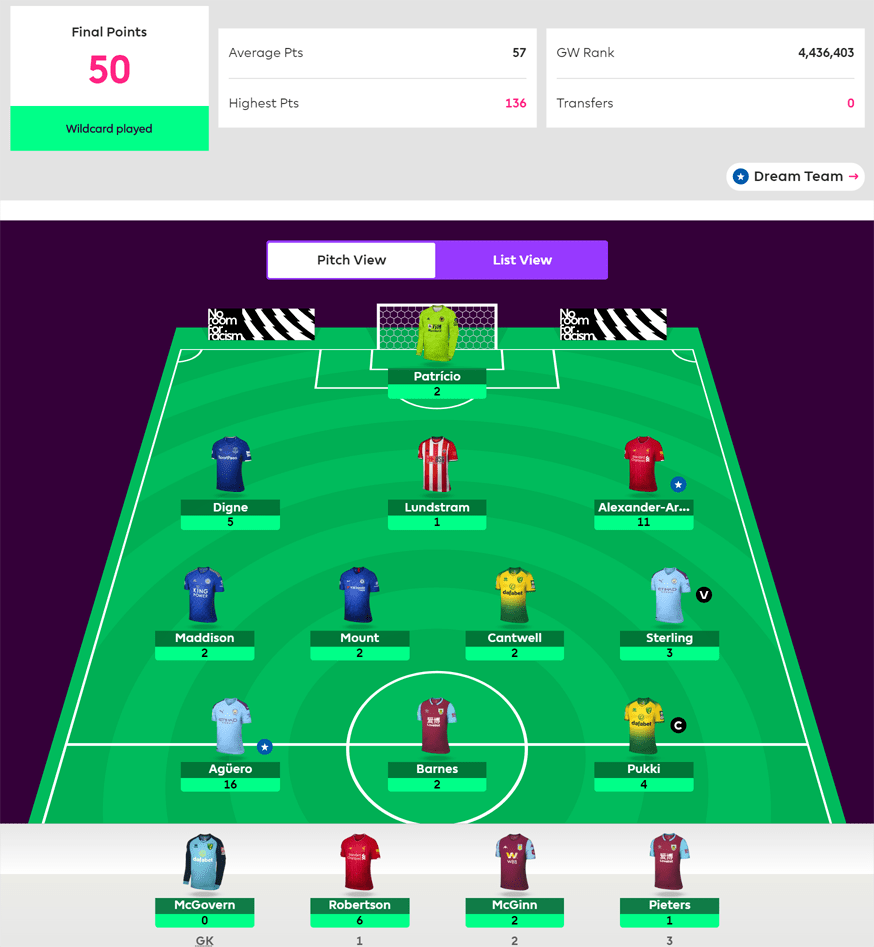 Final Points
50
Wildcard played
Average Pts 57
Highest Pts 136
GW Rank 4,436,403
Transfers 0
Dream Team →
Pitch View
List View
No
room
for
racism.
No
room
for
racism.
Patrício
2
Digne
5
Lundstram
1
Alexander-Ar...
11
Maddison
2
Mount
2
Cantwell
2
Sterling
3
V
Agüero
16
Barnes
2
Pukki
4
C
McGovern
0
GK
Robertson
6
1
McGinn
2
2
Pieters
1
3